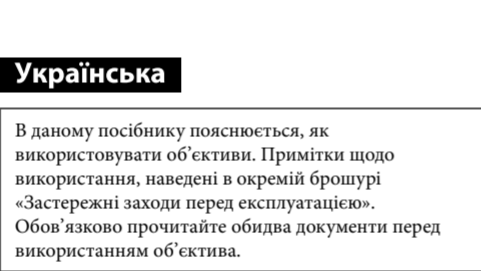 Українська
В даному посібнику пояснюється, як
використовувати об’єктиви. Примітки щодо
використання, наведені в окремій брошурі
«Застережні заходи перед експлуатацією».
Обов’язково прочитайте обидва документи перед
використанням об’єктива.